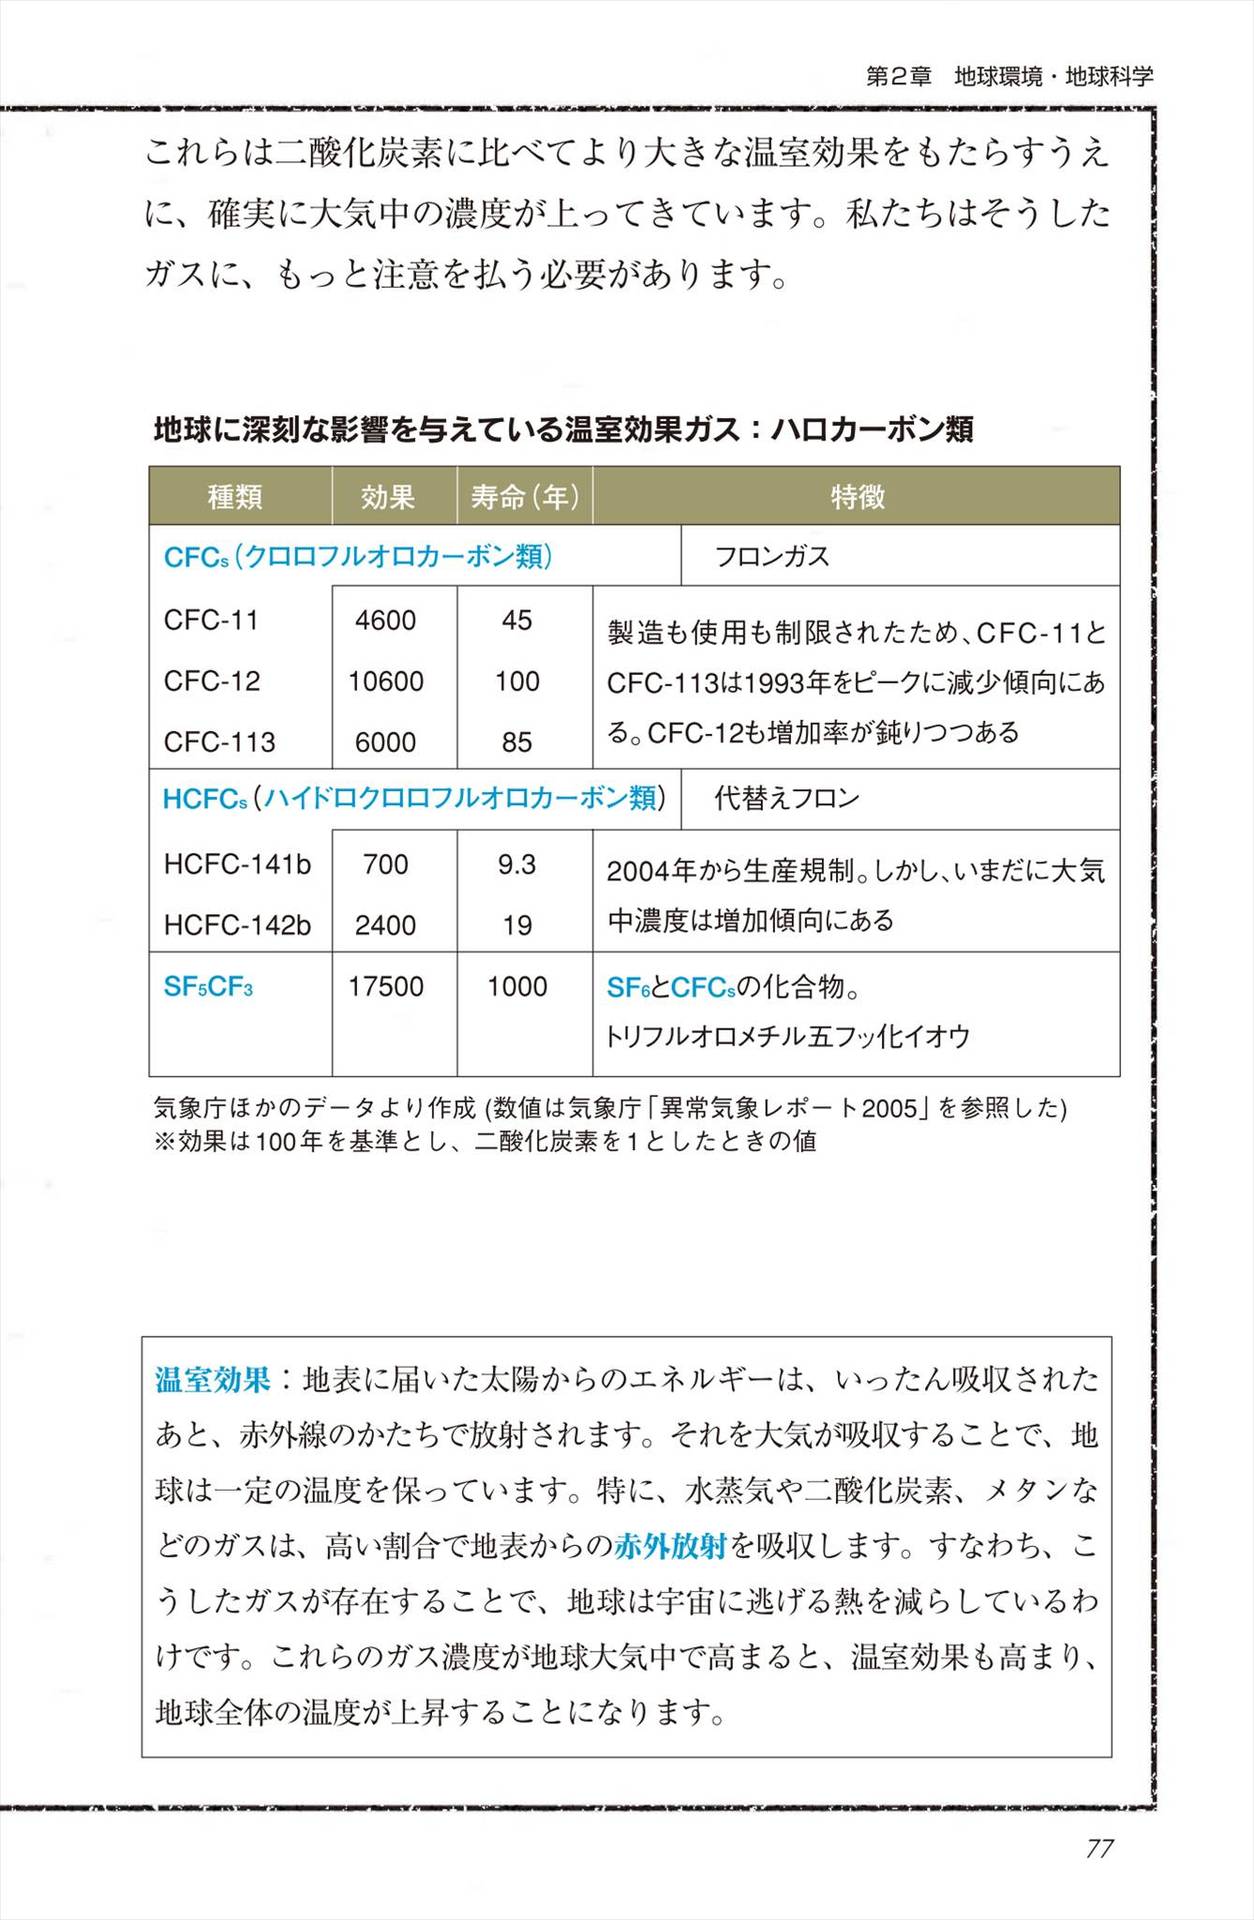 第2章　地球環境・地球科学
これらは二酸化炭素に比べてより大きな温室効果をもたらすうえ
に、確実に大気中の濃度が上ってきています。私たちはそうした
ガスに、もっと注意を払う必要があります。
地球に深刻な影響を与えている温室効果ガス：ハロカーボン類
種類 効果 寿命（年） 特徴
CFCs（クロロフルオロカーボン類） フロンガス
CFC-11 4600 45
CFC-12 10600 100
CFC-113 6000 85
製造も使用も制限されたため、CFC-11と
CFC-113は1993年をピークに減少傾向にあ
る。CFC-12も増加率が鈍りつつある
HCFCs（ハイドロクロロフルオロカーボン類） 代替えフロン
HCFC-141b 700 9.3
HCFC-142b 2400 19
2004年から生産規制。しかし、いまだに大気
中濃度は増加傾向にある
SF5CF3 17500 1000 SF6とCFCsの化合物。
トリフルオロメチル五フッ化イオウ
気象庁ほかのデータより作成 (数値は気象庁「異常気象レポート2005」を参照した)
※効果は100年を基準とし、二酸化炭素を1としたときの値
温室効果：地表に届いた太陽からのエネルギーは、いったん吸収された
あと、赤外線のかたちで放射されます。それを大気が吸収することで、地
球は一定の温度を保っています。特に、水蒸気や二酸化炭素、メタンな
どのガスは、高い割合で地表からの赤外放射を吸収します。すなわち、こ
うしたガスが存在することで、地球は宇宙に逃げる熱を減らしているわ
けです。これらのガス濃度が地球大気中で高まると、温室効果も高まり、
地球全体の温度が上昇することになります。
77